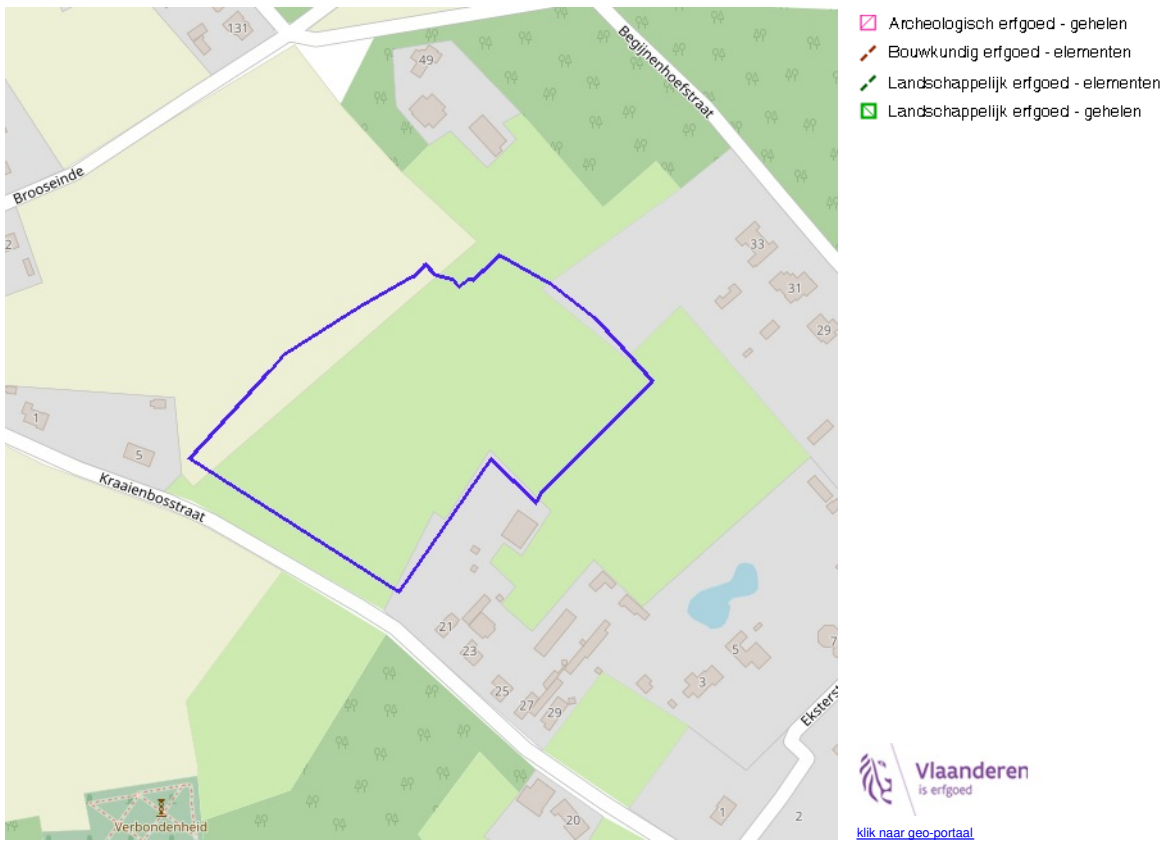 131
49
Begijnenhoefstraat
Brooseinde
2
33
31
29
1
5
Kraaienbosstraat
21
23
25
27
29
5
3
7
Eksterst
1
2
20
Verbondenheid
Archeologisch erfgoed - gehelen
Bouwkundig erfgoed - elementen
Landschappelijk erfgoed - elementen
Landschappelijk erfgoed - gehelen
Vlaanderen
is erfgoed
klik naar geo-portaal